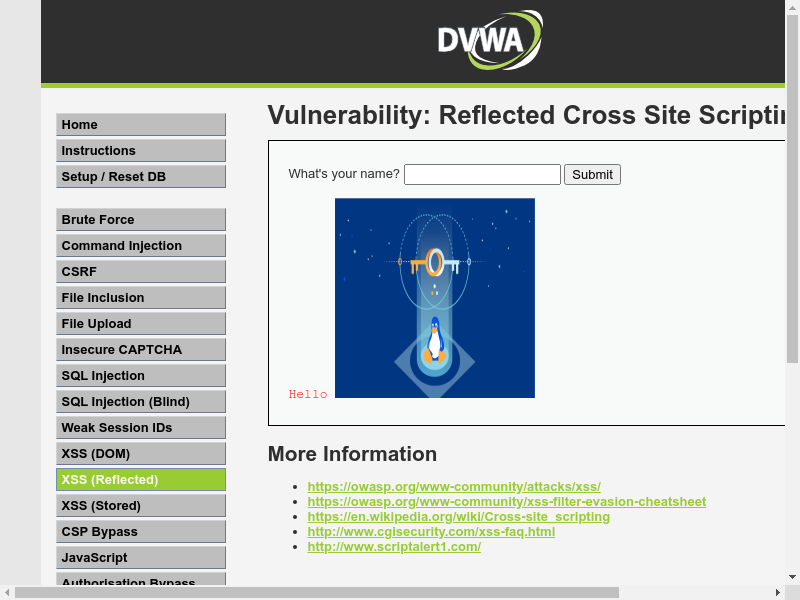 DVWA
Vulnerability: Reflected Cross Site
Home
Instructions
Setup / Reset DB
Brute Force
Command Injection
CSRF
File Inclusion
File Upload
Insecure CAPTCHA
SQL Injection
SQL Injection (Blind)
Weak Session IDs
XSS (DOM)
XSS (Reflected)
XSS (Stored)
CSP Bypass
JavaScript
Authorisation Bypass
What's your name?
Submit
Hello
More Information
https://owasp.org/www-community/attacks/xss/
https://owasp.org/www-community/xss-filter-evasion-cheatsheet
https://en.wikipedia.org/wiki/Cross-site_scripting
http://www.cgisecurity.com/xss-faq.html
http://www.scriptalert1.com/